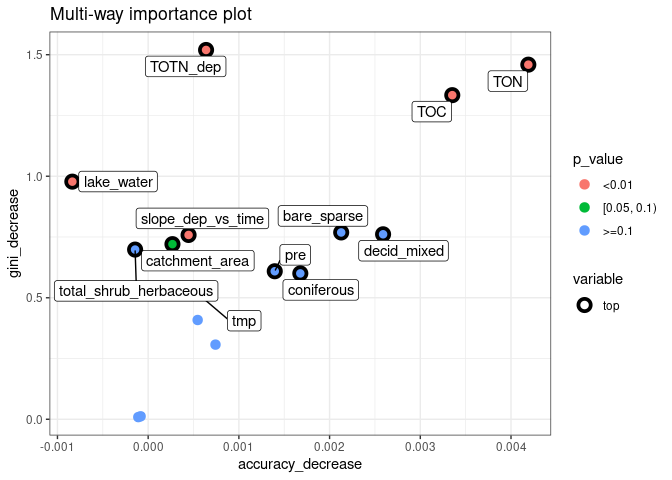 Multi-way importance plot
1.5
1.0
0.5
0.0
-0.001
0.000
0.001
0.002
0.003
0.004
accuracy_decrease
gini_decrease
TOTN_dep
TON
TOC
lake_water
slope_dep_vs_time
bare_sparse
catchment_area
decid_mixed
pre
total_shrub_herbaceous
coniferous
tmp
p_value
<0.01
[0.05, 0.1)
>=0.1
variable
top